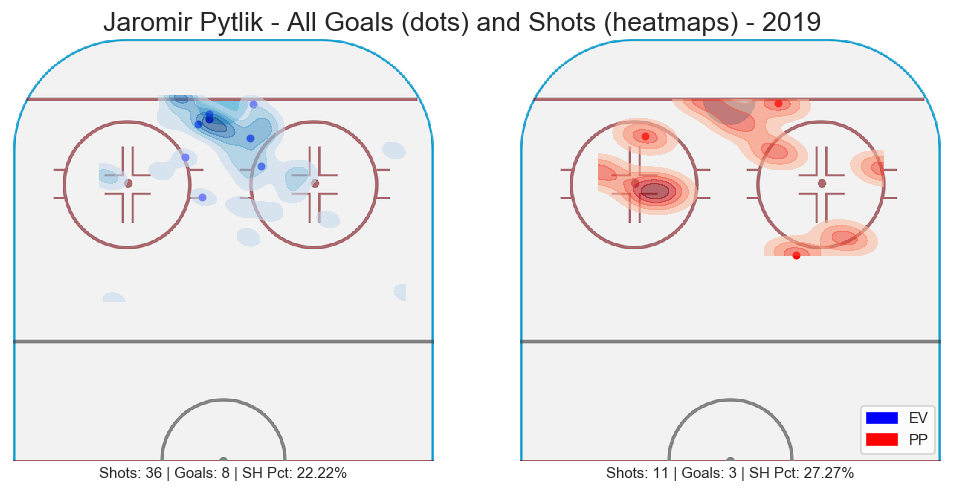 Jaromir Pytlik - All Goals (dots) and Shots (heatmaps) - 2019
EV
PP
Shots: 36 | Goals: 8 | SH Pct: 22.22%
Shots: 11 | Goals: 3 | SH Pct: 27.27%